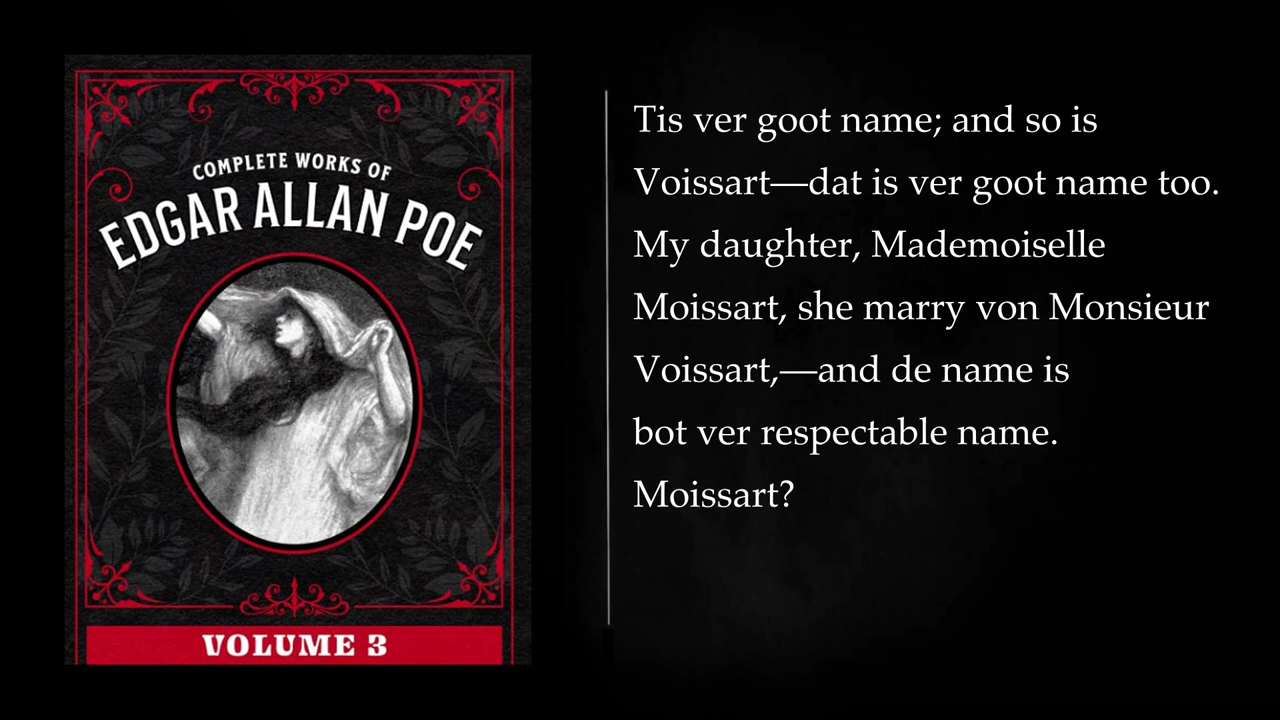 COMPLETE WORKS OF
EDGAR ALLAN POE
VOLUME 3
Tis ver goot name; and so is
Voissart—dat is ver goot name too.
My daughter, Mademoiselle
Moissart, she marry von Monsieur
Voissart,—and de name is
bot ver respectable name.
Moissart?